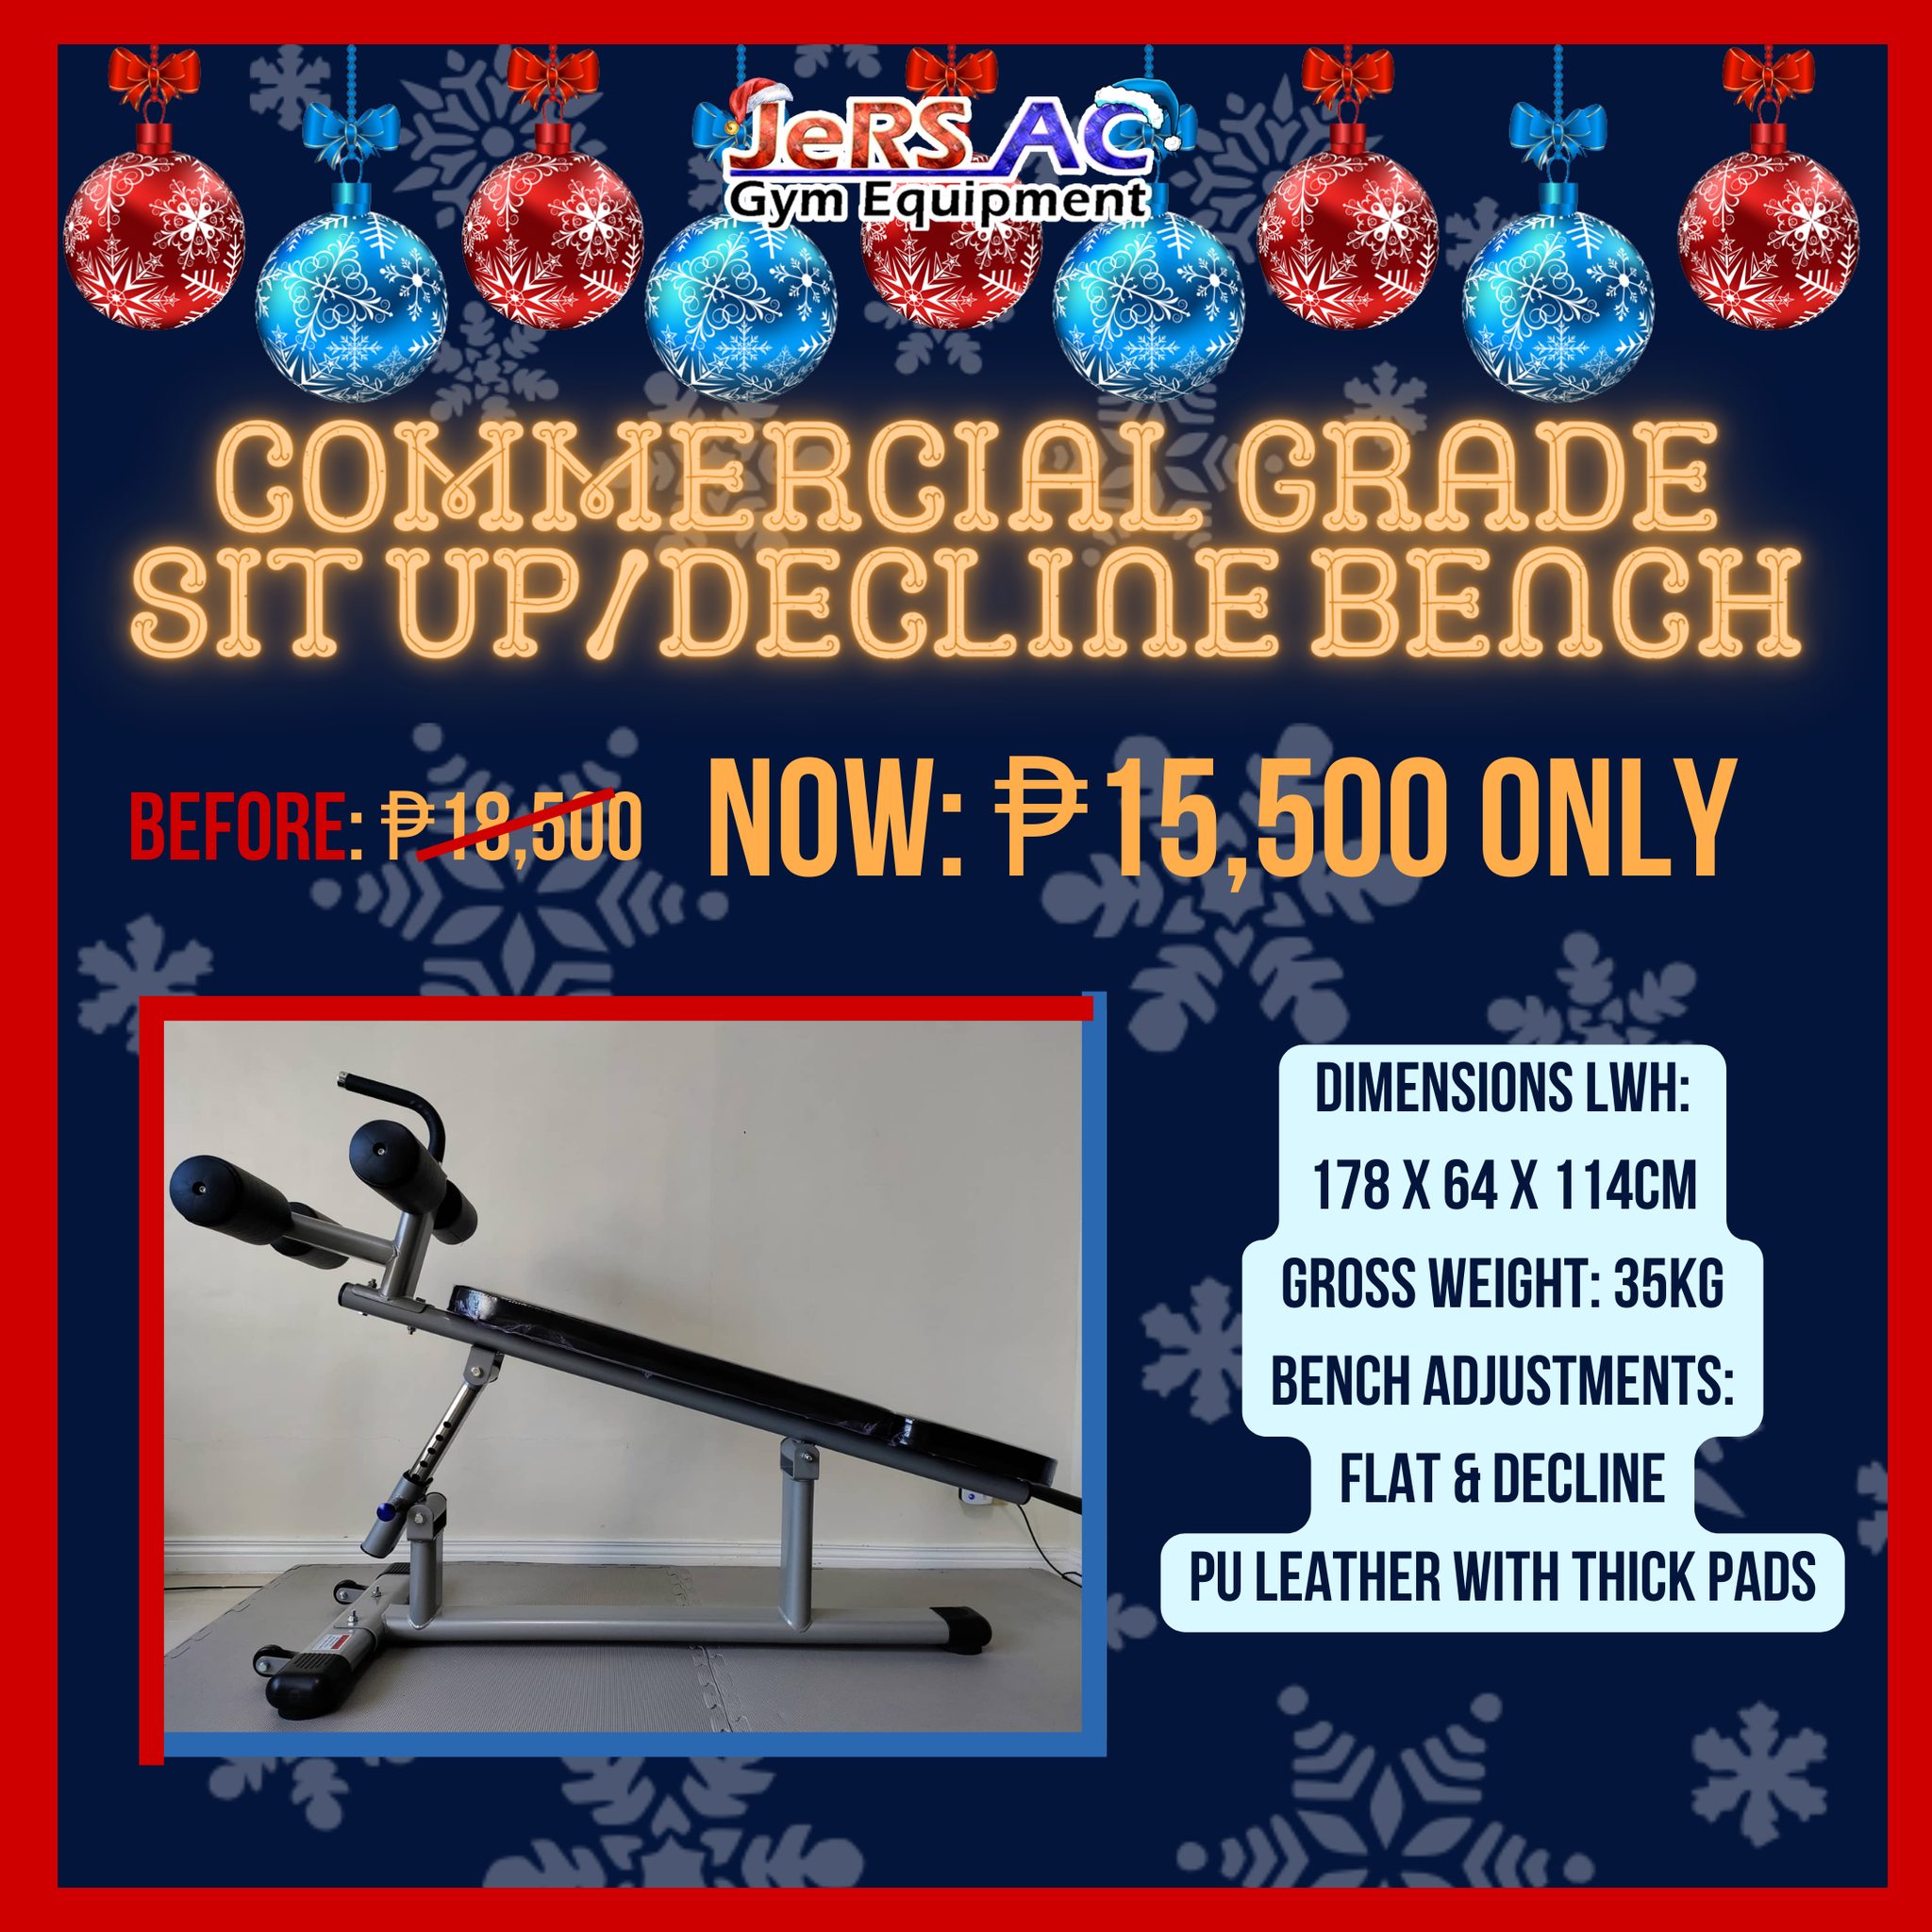 JeRS AC
Gym Equipment
COMMERCIAL GRADE
SIT UP/DECLINE BENCH
BEFORE: ₱18,500
NOW: ₱15,500 ONLY
DIMENSIONS LWH:
178 X 64 X 114CM
GROSS WEIGHT: 35KG
BENCH ADJUSTMENTS:
FLAT & DECLINE
PU LEATHER WITH THICK PADS